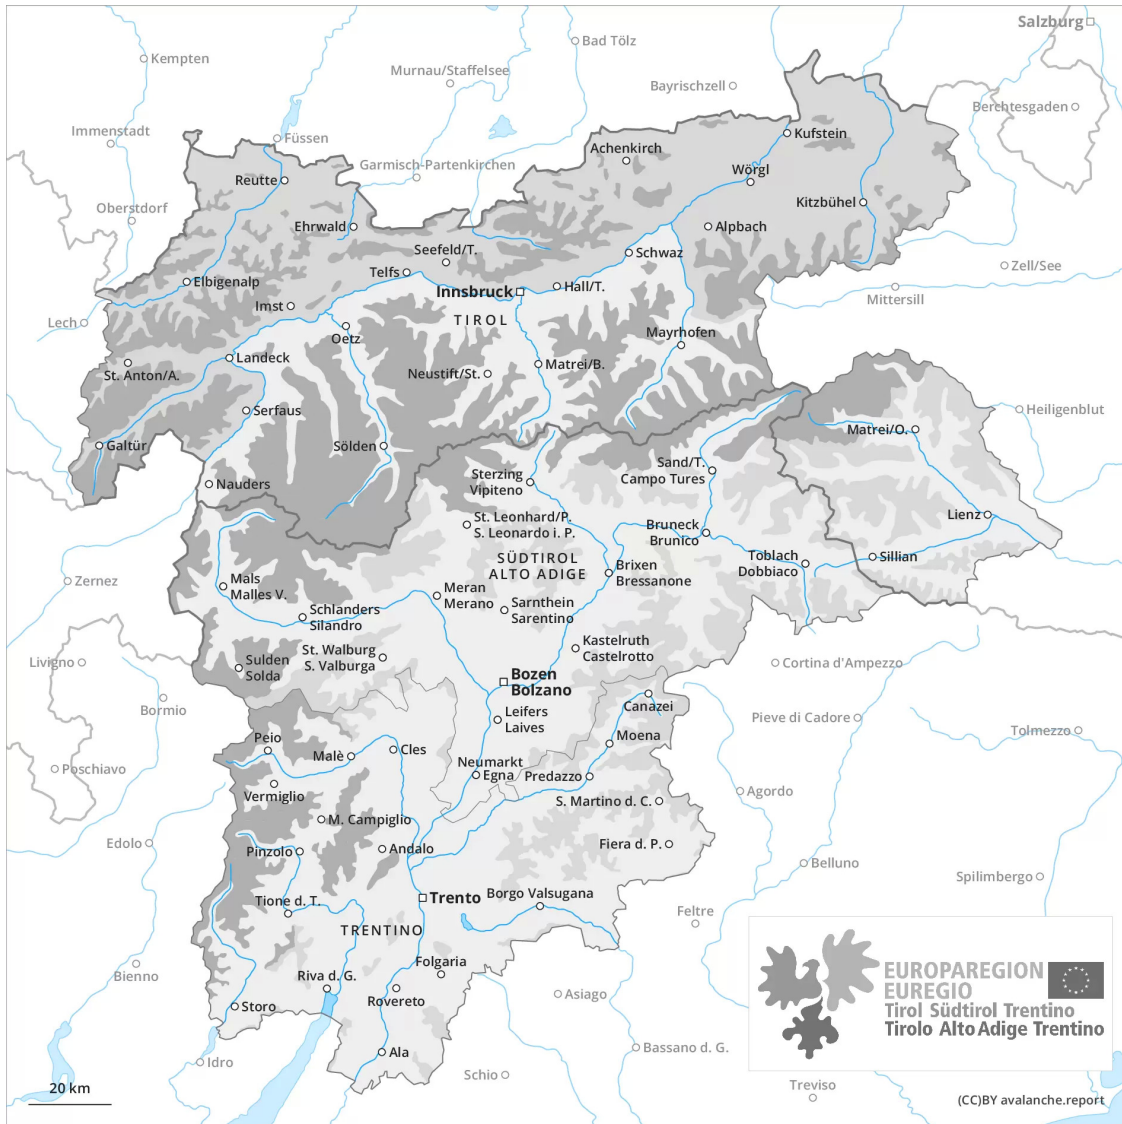 Salzburg
Bad Tölz
Kempten
Murnau/Staffelsee
Bayrischzell
Berchtesgaden
Immenstadt
Füssen
Kufstein
Achenkirch
Garmisch-Partenkirchen
Wörgl
Reutte
Kitzbühel
Oberstdorf
Ehrwald
Alpbach
Seefeld/T.
Schwaz
Zell/See
Telfs
Elbigenalp
Hall/T.
Innsbruck
Mittersill
Imst
TIROL
Lech
Oetz
Mayrhofen
Landeck
Matrei/B.
St. Anton/A.
Neustift/St.
Serfaus
Heiligenblut
Matrei/O.
Galtür
Sölden
Sand/T.
Campo Tures
Sterzing
Vipiteno
Nauders
Lienz
St. Leonhard/P.
S. Leonardo i. P.
Bruneck
Brunico
SÜDTIROL
ALTO ADIGE
Toblach
Dobbiaco
Sillian
Brixen
Bressanone
Zernez
Mals
Malles V.
Meran
Merano
Sarnthein
Sarentino
Schlanders
Silandro
Kastelruth
Castelrotto
St. Walburg
S. Valburga
Livigno
Sulden
Solda
Cortina d'Ampezzo
Bozen
Bolzano
Bormio
Canazei
Leifers
Laives
Pieve di Cadore
Tolmezzo
Peio
Moena
Cles
Malè
Neumarkt
Egna
Predazzo
Poschiavo
Vermiglio
Agordo
S. Martino d. C.
M. Campiglio
Edolo
Pinzolo
Andalo
Fiera d. P.
Belluno
Spilimbergo
Tione d. T.
Trento
Borgo Valsugana
Feltre
TRENTINO
Folgaria
Bienno
Riva d. G.
EUROPAREGION
EUREGIO
Tirol Südtirol Trentino
Tirolo Alto Adige Trentino
Asiago
Rovereto
Storo
Bassano d. G.
Ala
Idro
Schio
Treviso
20 km
(CC)BY avalanche.report